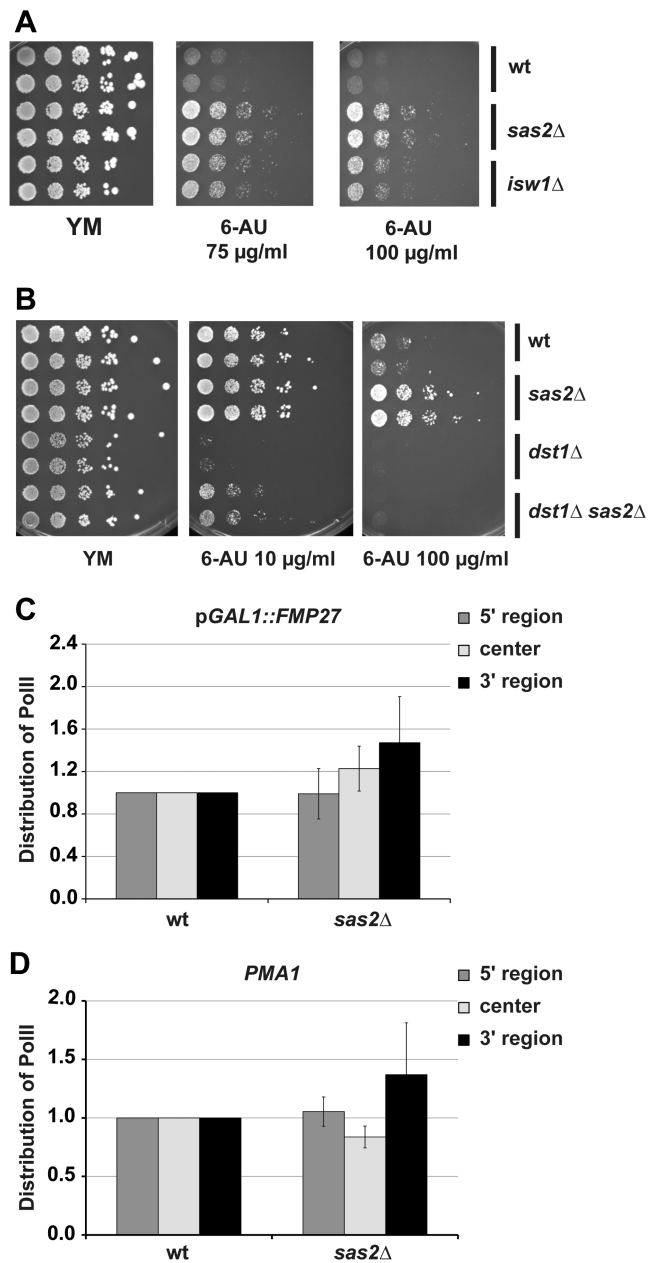 A
wt
sas2Δ
isw1Δ
YM
6-AU
75 µg/ml
6-AU
100 µg/ml
B
wt
sas2Δ
dst1Δ
dst1Δ sas2Δ
YM
6-AU 10 µg/ml
6-AU 100 µg/ml
C
pGAL1::FMP27
5' region
center
3' region
Distribution of PolII
2.4
2.0
1.6
1.2
0.8
0.4
0.0
wt
sas2Δ
D
PMA1
5' region
center
3' region
Distribution of PolII
2.0
1.5
1.0
0.5
0.0
wt
sas2Δ